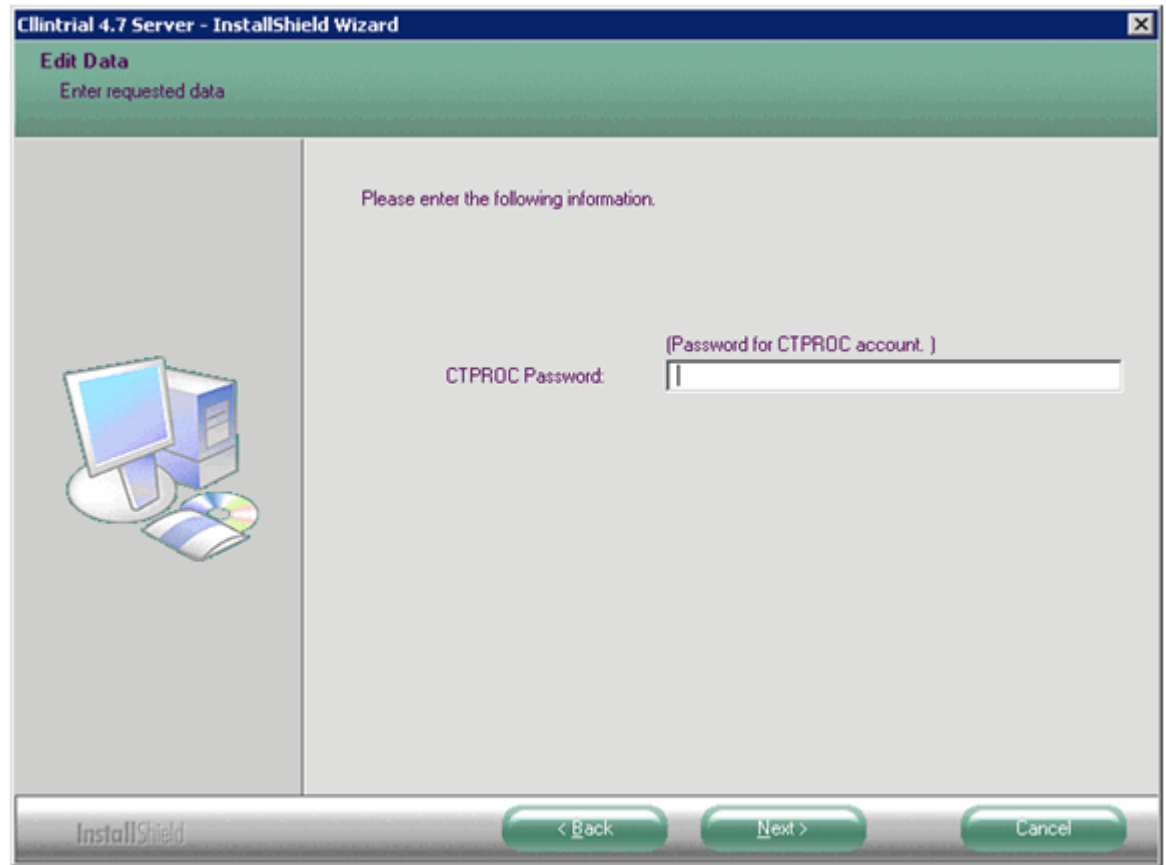 Cllintrial 4.7 Server - InstallShield Wizard
Edit Data
Enter requested data
Please enter the following information.
(Password for CTPROC account. )
CTPROC Password:
InstallShield
< Back
Next >
Cancel